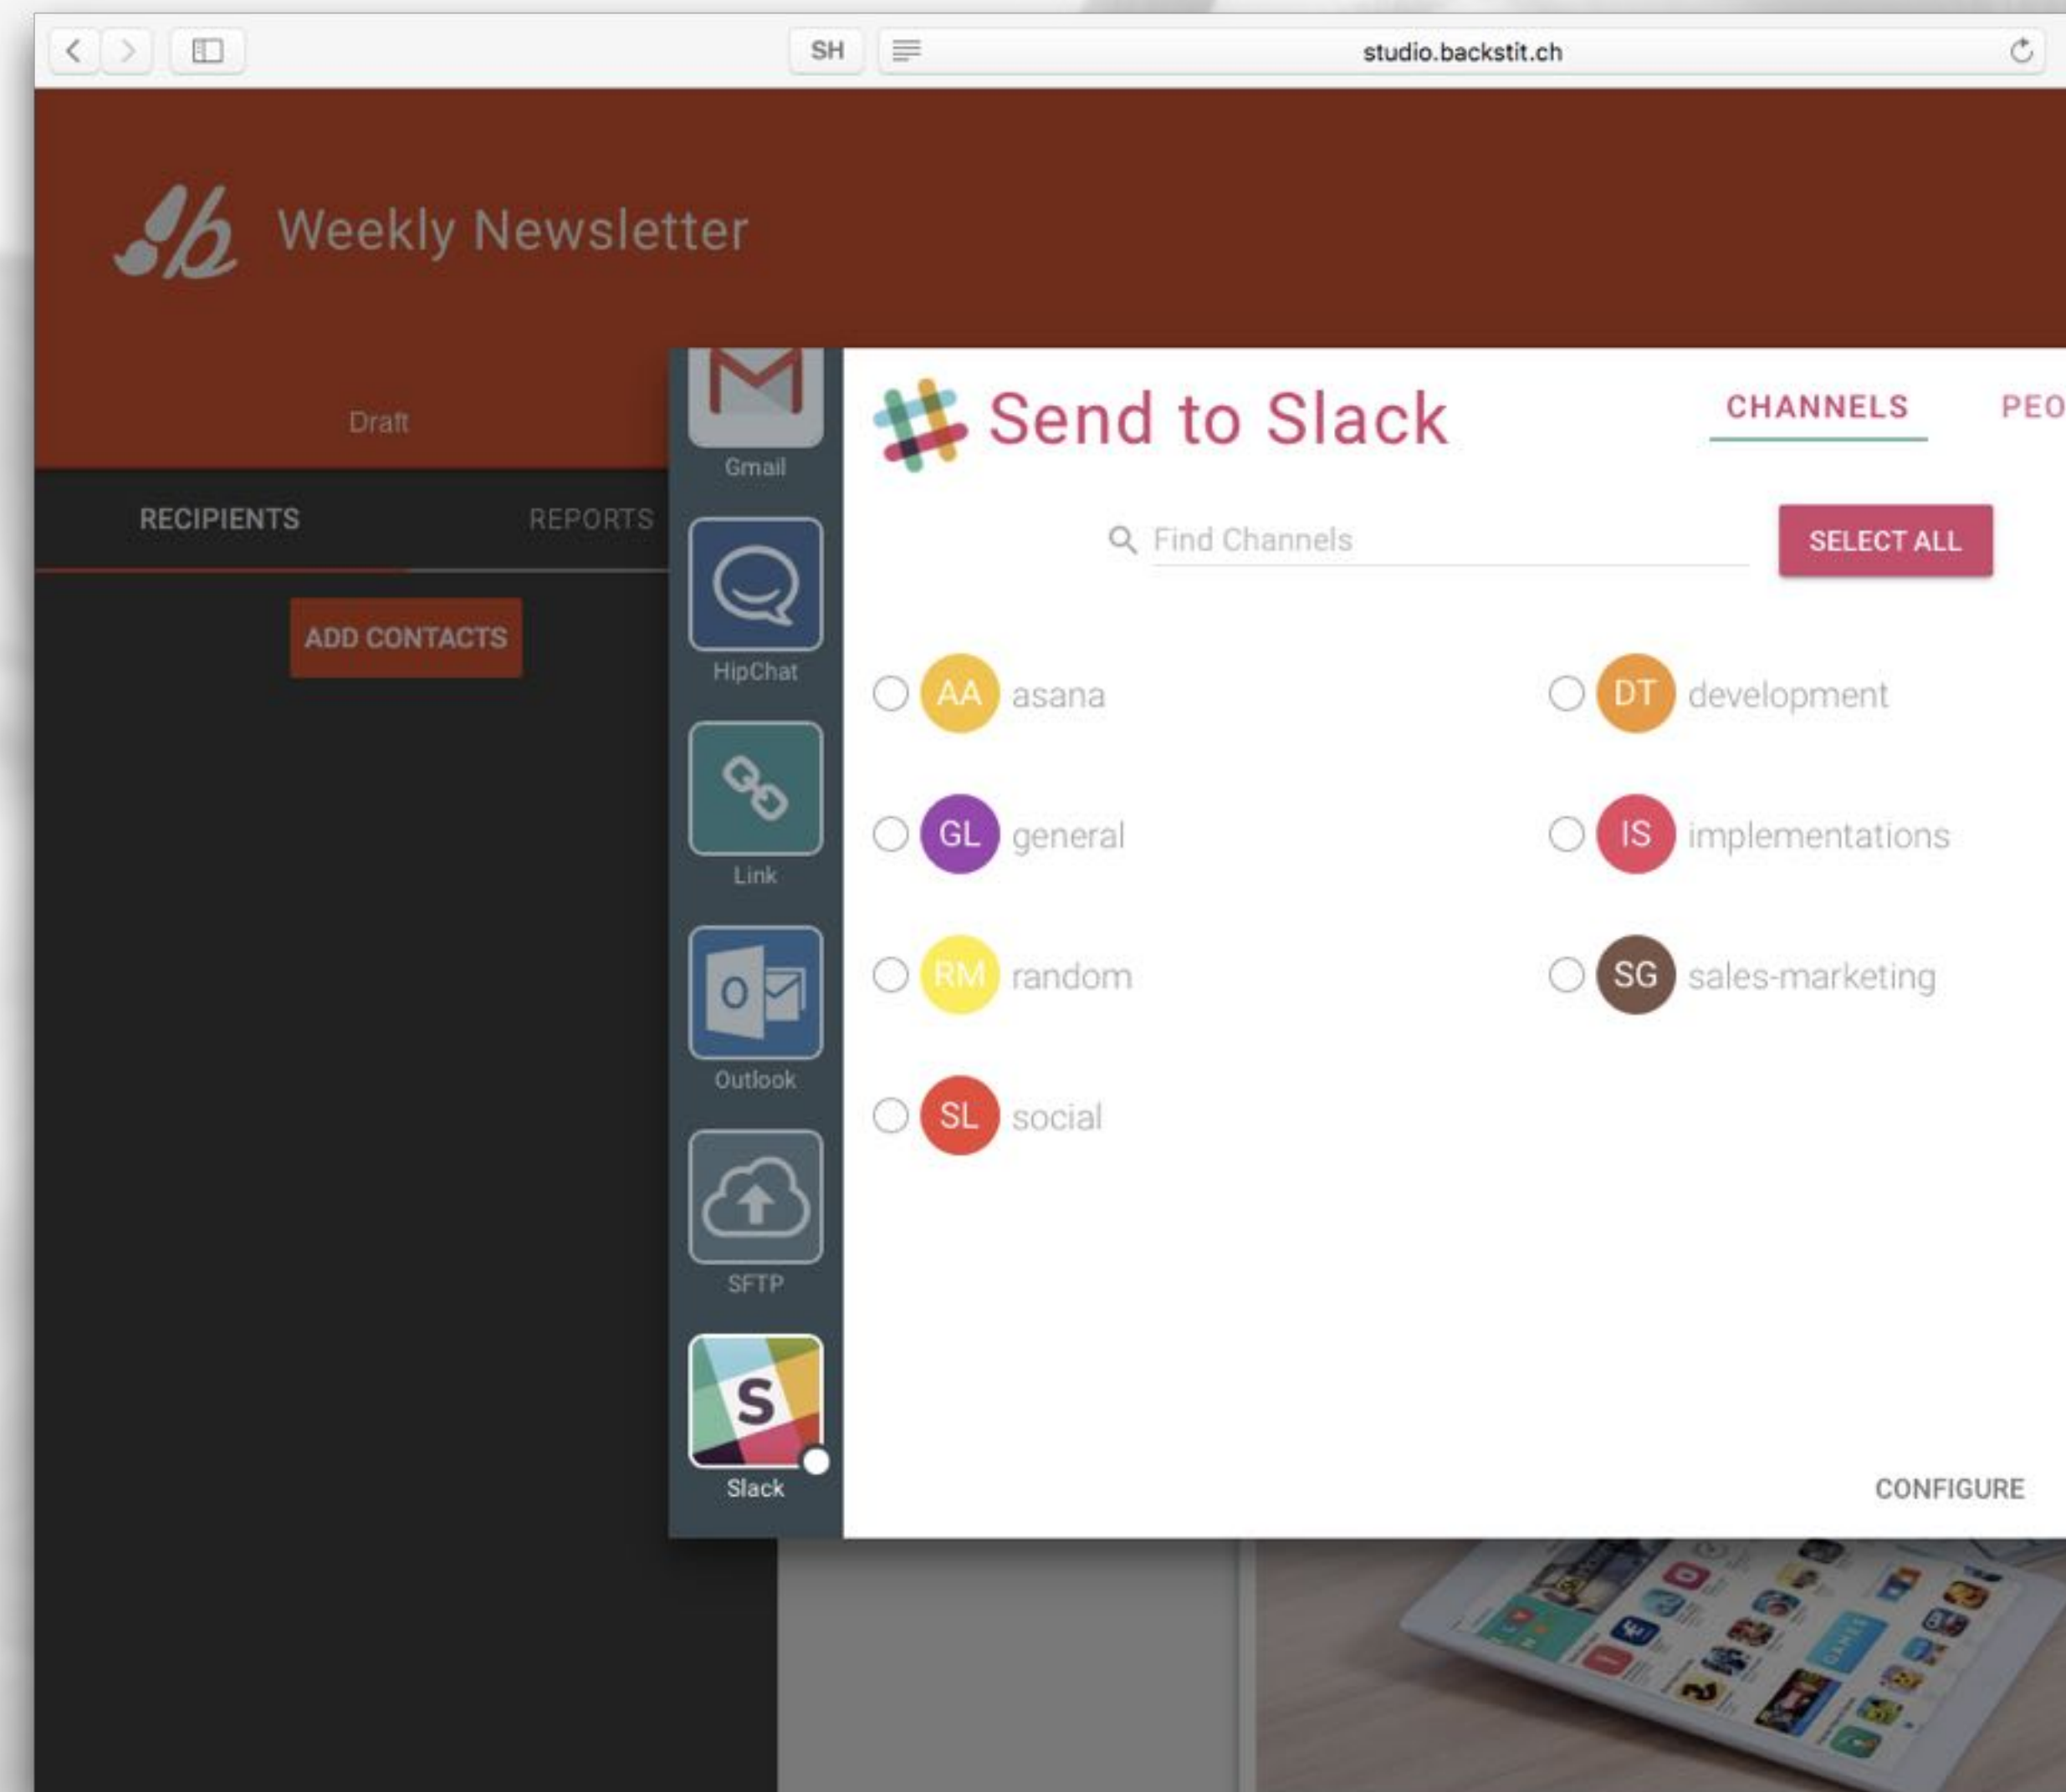 SH
studio.backstit.ch
Weekly Newsletter
Draft
RECIPIENTS
REPORTS
ADD CONTACTS
Gmail
HipChat
Link
Outlook
SFTP
S
Slack
Send to Slack
CHANNELS
PEO
Find Channels
SELECT ALL
AA asana
DT development
GL general
IS implementations
RM random
SG sales-marketing
SL social
CONFIGURE
GAMES